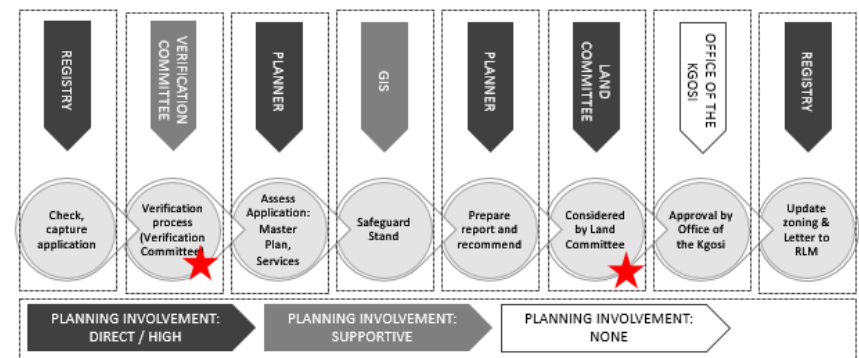 REGISTRY
VERIFICATION
COMMITTEE
PLANNER
GIS
PLANNER
LAND
COMMITTEE
OFFICE OF THE
KGOSI
REGISTRY
Check,
capture
application
Verification
process
(Verification
Committee)
Assess
Application:
Master
Plan,
Services
Safeguard
Stand
Prepare
report and
recommend
Considered
by Land
Committee
Approval by
Office of
the Kgosi
Update
zoning &
Letter to
RLM
PLANNING INVOLVEMENT:
DIRECT / HIGH
PLANNING INVOLVEMENT:
SUPPORTIVE
PLANNING INVOLVEMENT:
NONE